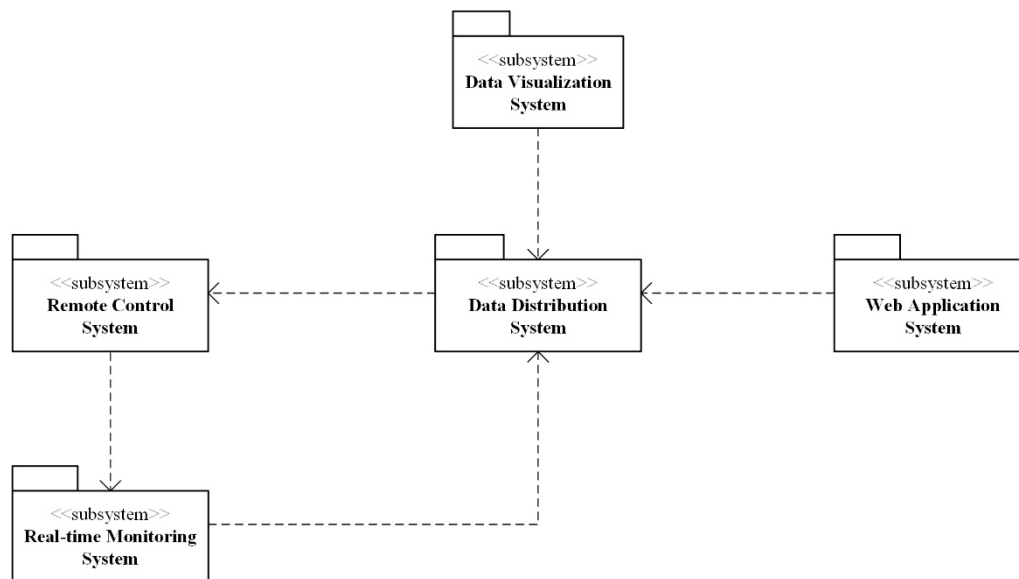 <<subsystem>>
Data Visualization
System
<<subsystem>>
Remote Control
System
<<subsystem>>
Data Distribution
System
<<subsystem>>
Web Application
System
<<subsystem>>
Real-time Monitoring
System